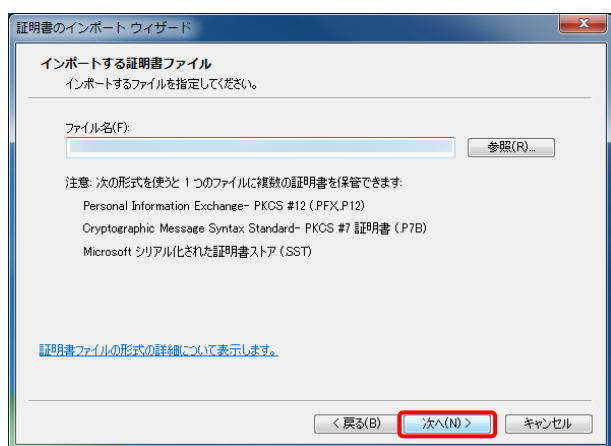 証明書のインポート ウィザード
インポートする証明書ファイル
インポートするファイルを指定してください。
ファイル名(F):
参照(R)...
注意: 次の形式を使うと 1 つのファイルに複数の証明書を保管できます:
Personal Information Exchange- PKCS #12 (.PFX,.P12)
Cryptographic Message Syntax Standard- PKCS #7 証明書 (.P7B)
Microsoft シリアル化された証明書ストア (.SST)
証明書ファイルの形式の詳細について表示します。
< 戻る(B)
次へ(N) >
キャンセル